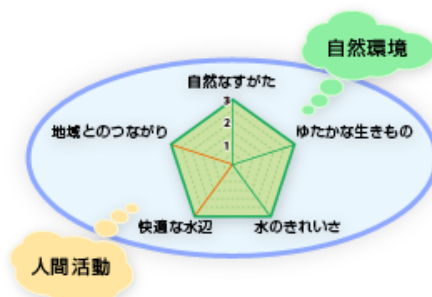 自然環境
自然なすがた
3
2
1
地域とのつながり
ゆたかな生きもの
快適な水辺
水のきれいさ
人間活動